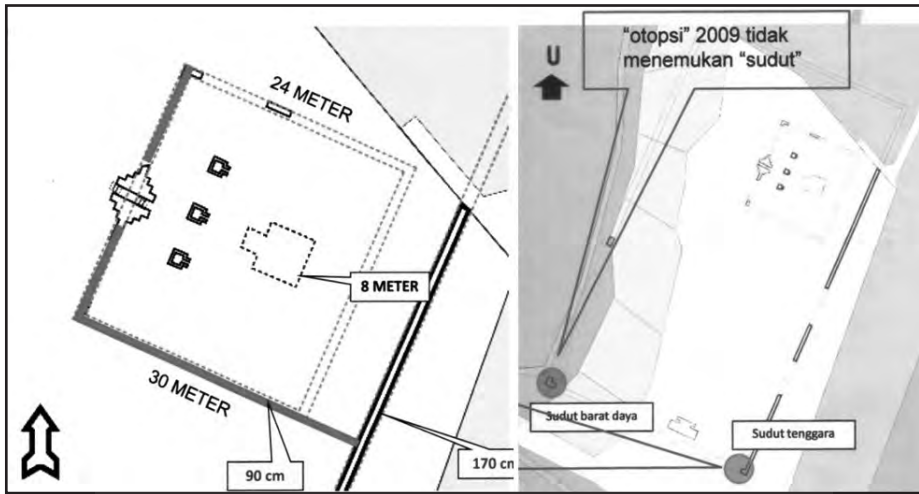 24 METER
8 METER
30 METER
90 cm
170 cm
"otopsi" 2009 tidak
menemukan "sudut"
U
Sudut barat daya
Sudut tenggara